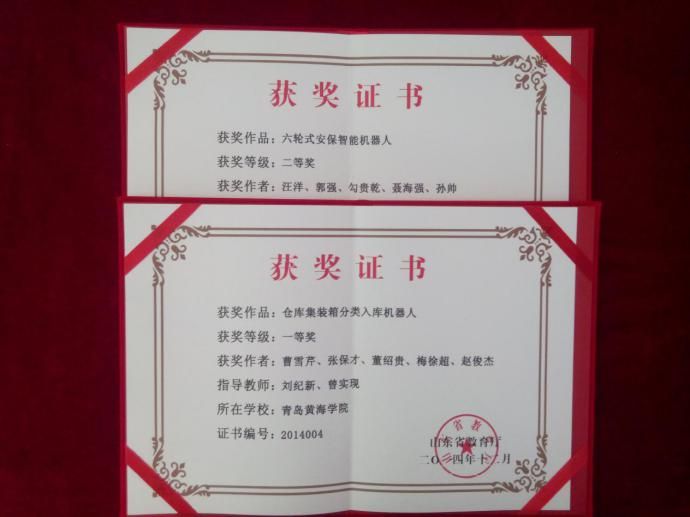 获奖证书
获奖作品：六轮式安保智能机器人
获奖等级：二等奖
获奖作者：汪洋、郭强、勾贵乾、聂海强、孙帅
获奖证书
获奖作品：仓库集装箱分类入库机器人
获奖等级：一等奖
获奖作者：曹雪芹、张保才、董绍贵、梅徐超、赵俊杰
指导教师：刘纪新、曾实现
所在学校：青岛黄海学院
证书编号：2014004
山东省教育厅
二〇一四年十二月